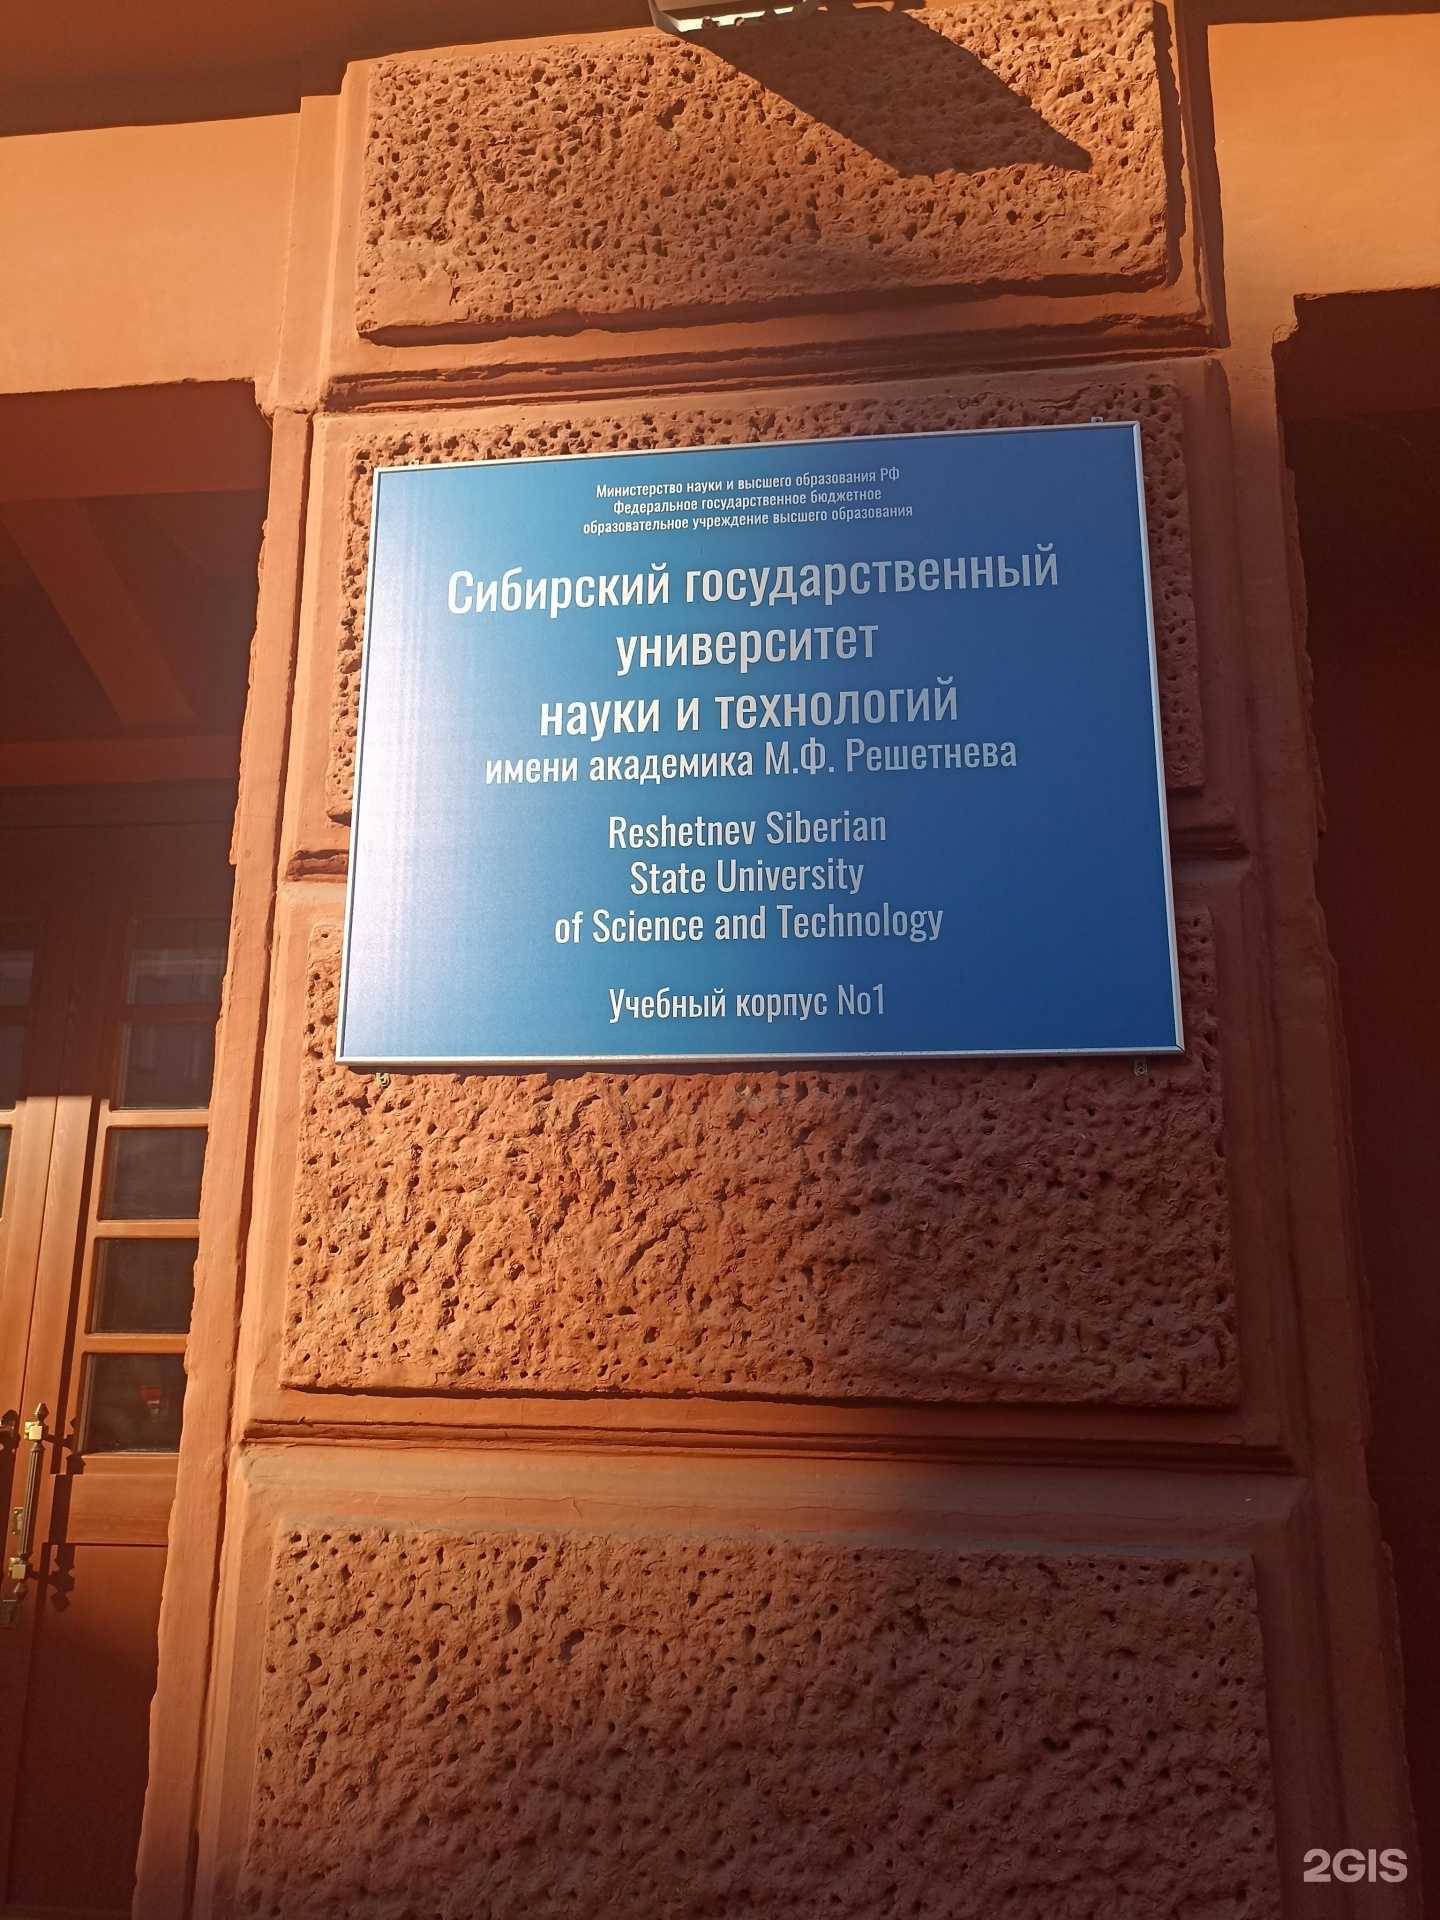 Министерство науки и высшего образования РФ
Федеральное государственное бюджетное
образовательное учреждение высшего образования
Сибирский государственный
университет
науки и технологий
имени академика М.Ф. Решетнева
Reshetnev Siberian
State University
of Science and Technology
Учебный корпус No1
2GIS